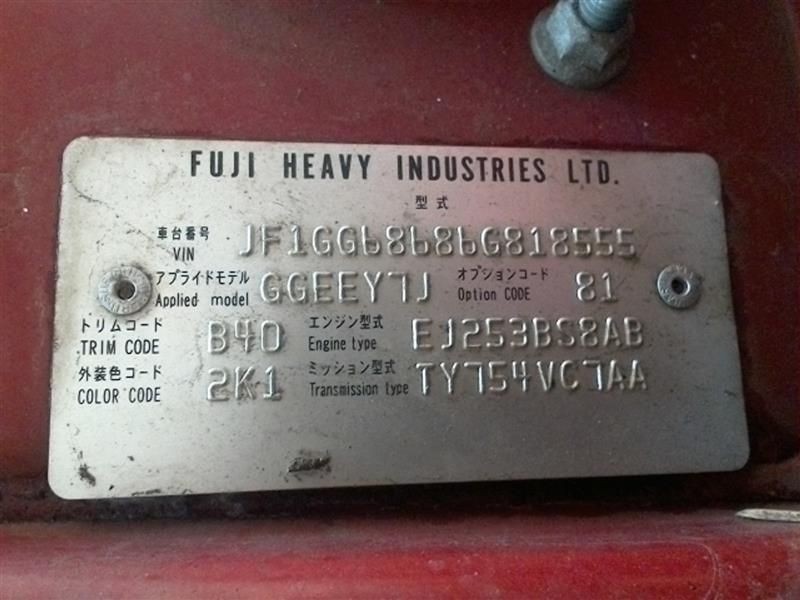 FUJI HEAVY INDUSTRIES LTD.
型式
車台番号 JF1GG68686G818555
VIN
アプライドモデル GGEEY7J オプションコード 81
Applied model Option CODE
トリムコード B40 エンジン型式 EJ253BS8AB
TRIM CODE Engine type
外装色コード 2K1 ミッション型式 TY754VC7AA
COLOR CODE Transmission type